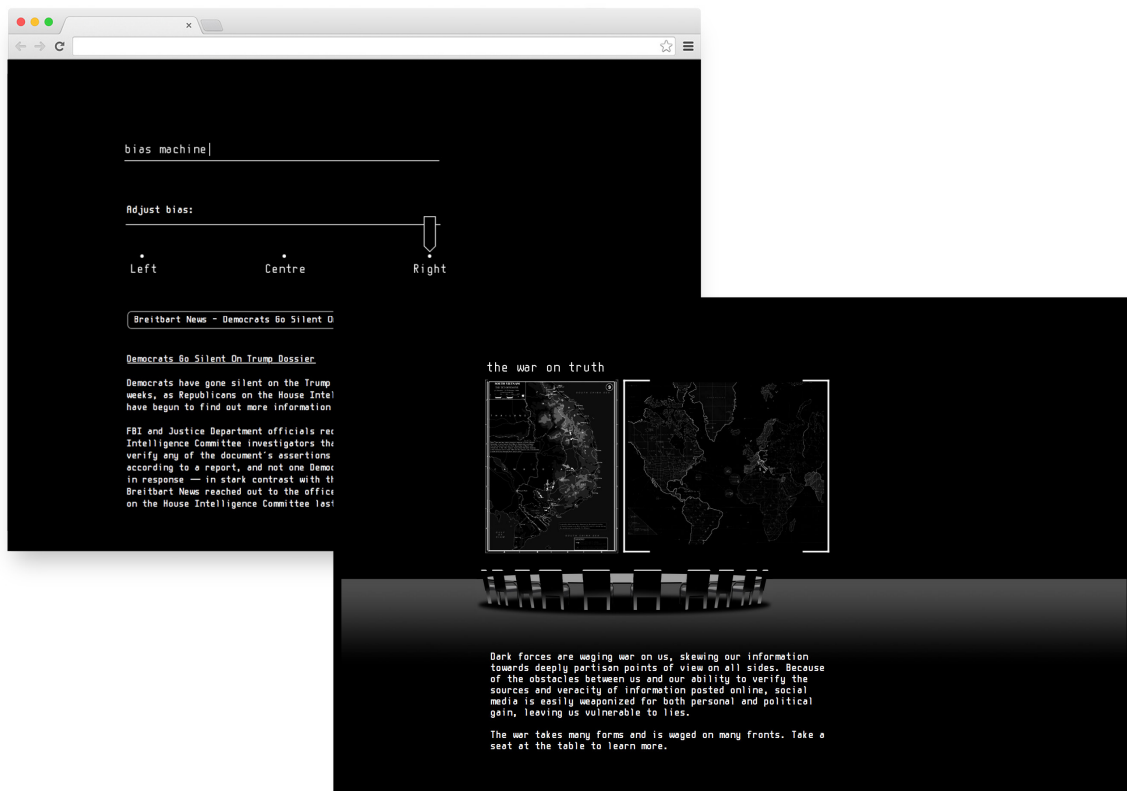 bias machine
Adjust bias:
Left Centre Right
Breitbart News - Democrats Go Silent O
Democrats Go Silent On Trump Dossier
Democrats have gone silent on the Trump
weeks, as Republicans on the House Intel
have begun to find out more information
FBI and Justice Department officials rec
Intelligence Committee investigators tha
verify any of the document's assertions
according to a report, and not one Democ
in response — in stark contrast with th
Breitbart News reached out to the office
on the House Intelligence Committee last
the war on truth
SOUTH VIETNAM
Dark forces are waging war on us, skewing our information
towards deeply partisan points of view on all sides. Because
of the obstacles between us and our ability to verify the
sources and veracity of information posted online, social
media is easily weaponized for both personal and political
gain, leaving us vulnerable to lies.
The war takes many forms and is waged on many fronts. Take a
seat at the table to learn more.